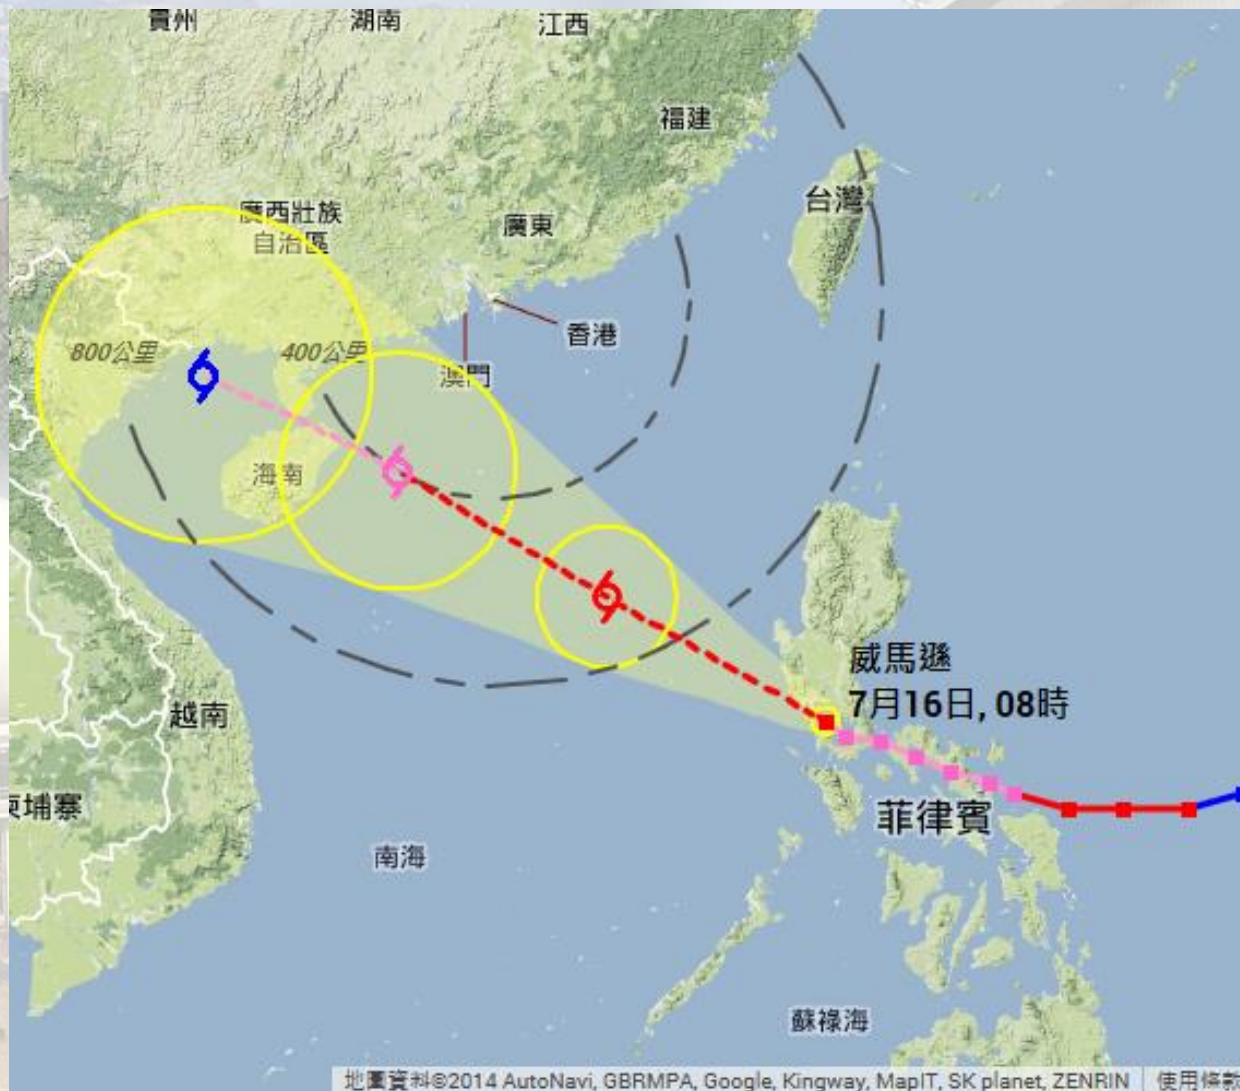 貴州
湖南
江西
福建
台灣
廣西壯族
自治區
廣東
香港
800公里
400公里
澳門
海南
威馬遜
7月16日, 08時
越南
柬埔寨
菲律賓
南海
蘇祿海
地圖資料©2014 AutoNavi, GBRMPA, Google, Kingway, MapIT, SK planet, ZENRIN
使用條款